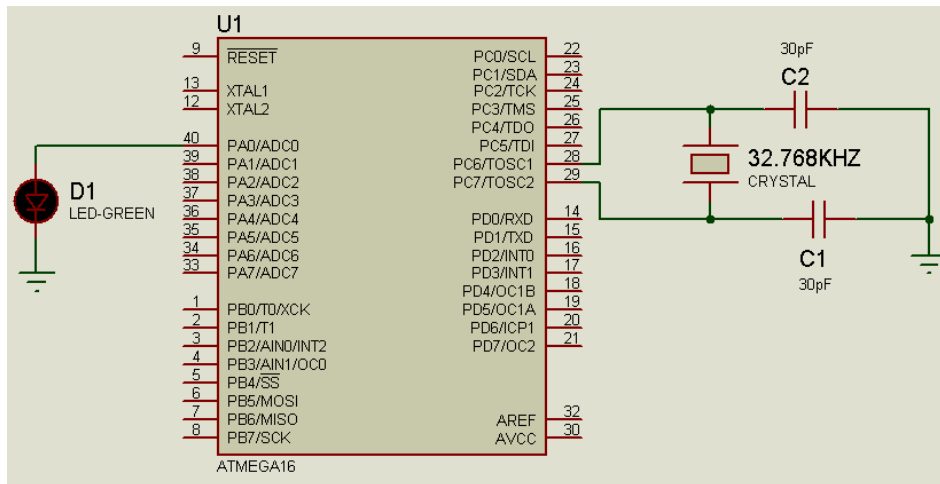 U1
9 RESET
13 XTAL1
12 XTAL2
40 PA0/ADC0
39 PA1/ADC1
38 PA2/ADC2
37 PA3/ADC3
36 PA4/ADC4
35 PA5/ADC5
34 PA6/ADC6
33 PA7/ADC7
1 PB0/T0/XCK
2 PB1/T1
3 PB2/AIN0/INT2
4 PB3/AIN1/OC0
5 PB4/SS
6 PB5/MOSI
7 PB6/MISO
8 PB7/SCK
PC0/SCL 22
PC1/SDA 23
PC2/TCK 24
PC3/TMS 25
PC4/TDO 26
PC5/TDI 27
PC6/TOSC1 28
PC7/TOSC2 29
PD0/RXD 14
PD1/TXD 15
PD2/INT0 16
PD3/INT1 17
PD4/OC1B 18
PD5/OC1A 19
PD6/ICP1 20
PD7/OC2 21
AREF 32
AVCC 30
ATMEGA16
D1
LED-GREEN
30pF
C2
32.768KHZ
CRYSTAL
C1
30pF